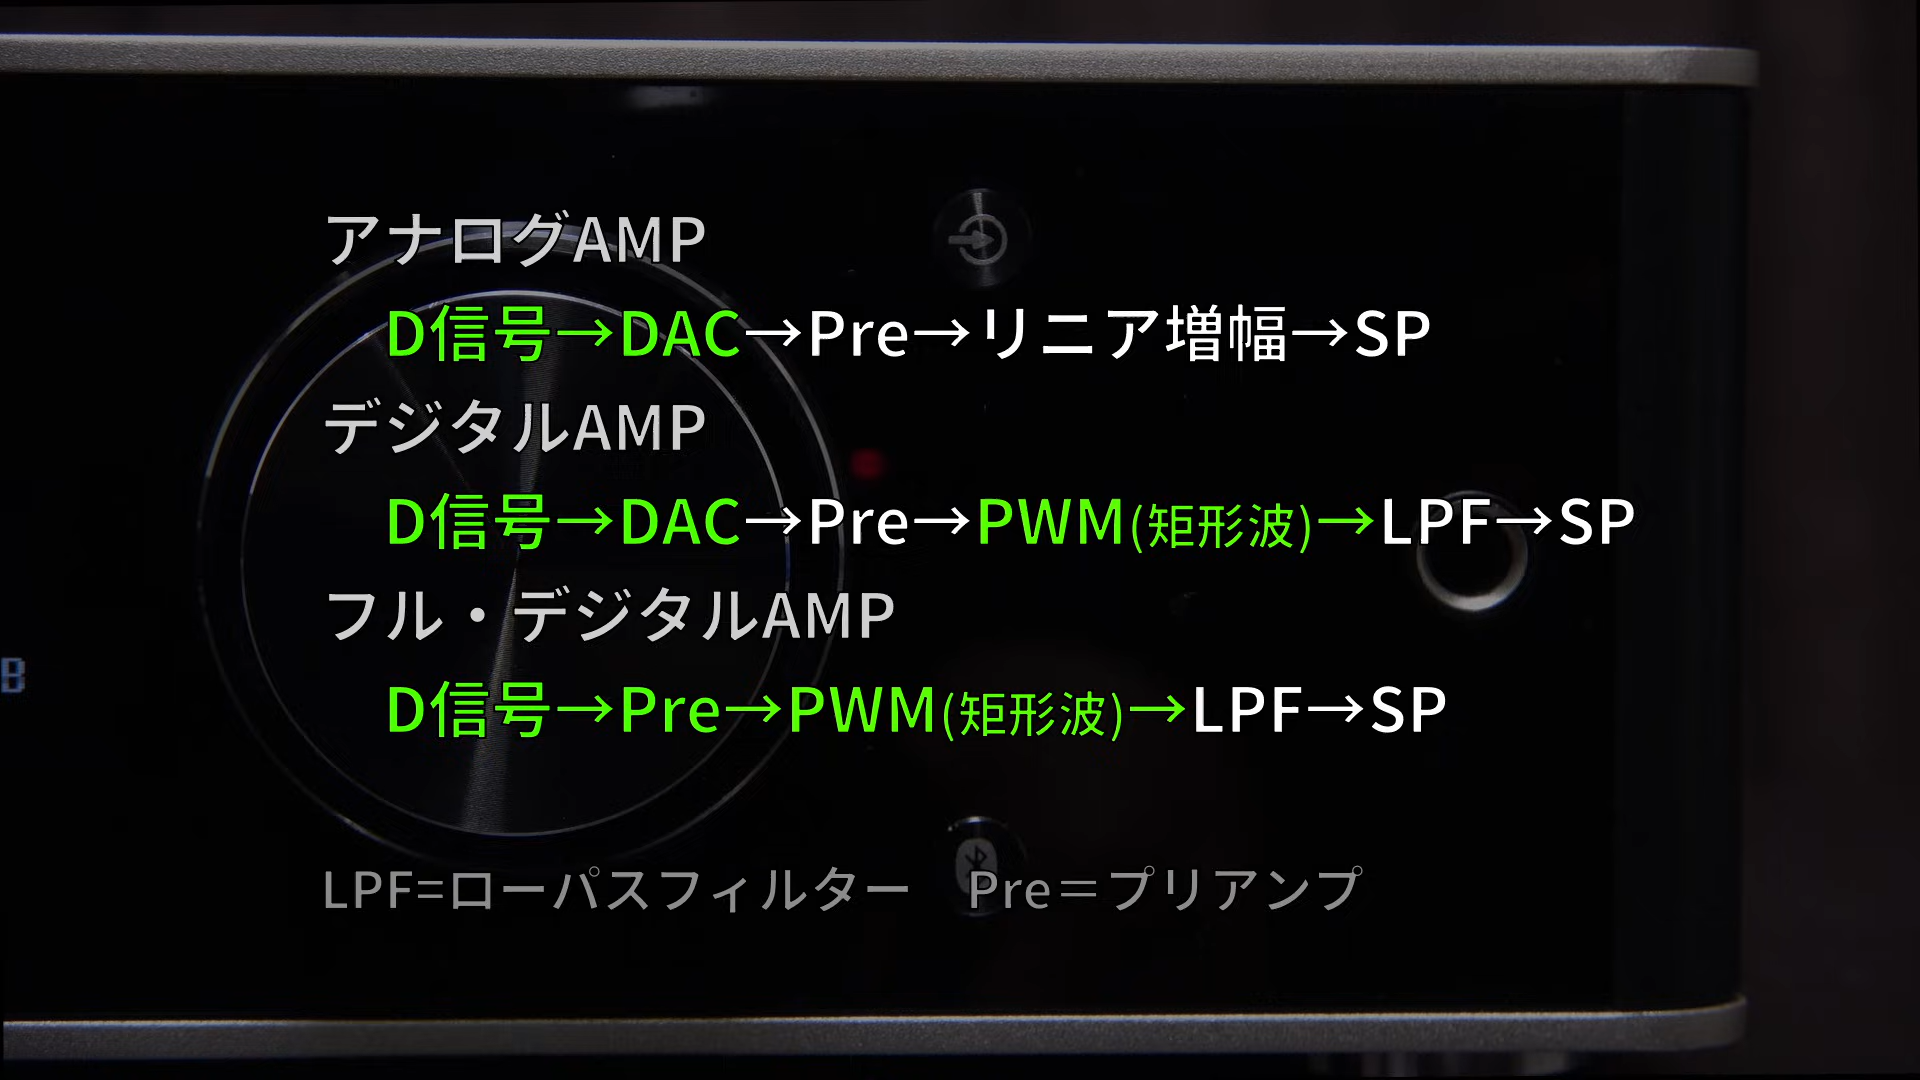 アナログAMP
D信号→DAC→Pre→リニア増幅→SP
デジタルAMP
D信号→DAC→Pre→PWM(矩形波)→LPF→SP
フル・デジタルAMP
B
D信号→Pre→PWM(矩形波)→LPF→SP
LPF=ローパスフィルター　Pre＝プリアンプ